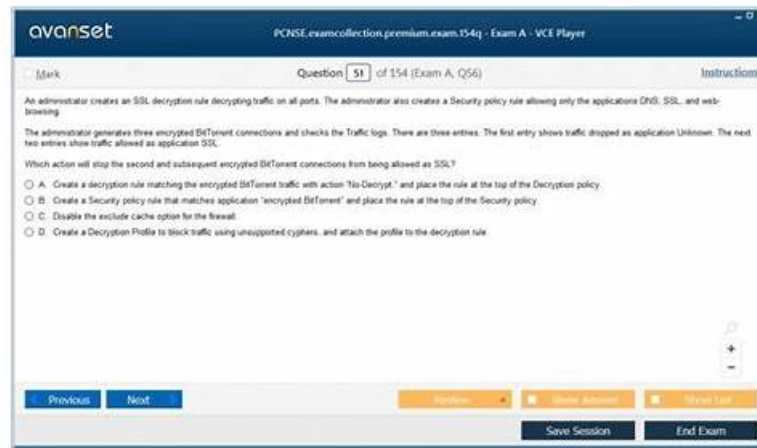 avanset
PCNSE.examcollection.premium.exam.154q - Exam A - VCE Player
Mark
Question 51 of 154 (Exam A, Q56)
Instructions
An administrator creates an SSL decryption rule decrypting traffic on all ports. The administrator also creates a Security policy rule allowing only the applications DNS, SSL, and web-
browsing.
The administrator generates three encrypted BitTorrent connections and checks the Traffic logs. There are three entries. The first entry shows traffic dropped as application Unknown. The next
two entries show traffic allowed as application SSL.
Which action will stop the second and subsequent encrypted BitTorrent connections from being allowed as SSL?
A. Create a decryption rule matching the encrypted BitTorrent traffic with action "No-Decrypt," and place the rule at the top of the Decryption policy.
B. Create a Security policy rule that matches application "encrypted BitTorrent" and place the rule at the top of the Security policy.
C. Disable the exclude cache option for the firewall.
D. Create a Decryption Profile to block traffic using unsupported cyphers, and attach the profile to the decryption rule.
+
-
Previous
Next
Review
Show Answer
Show List
Save Session
End Exam